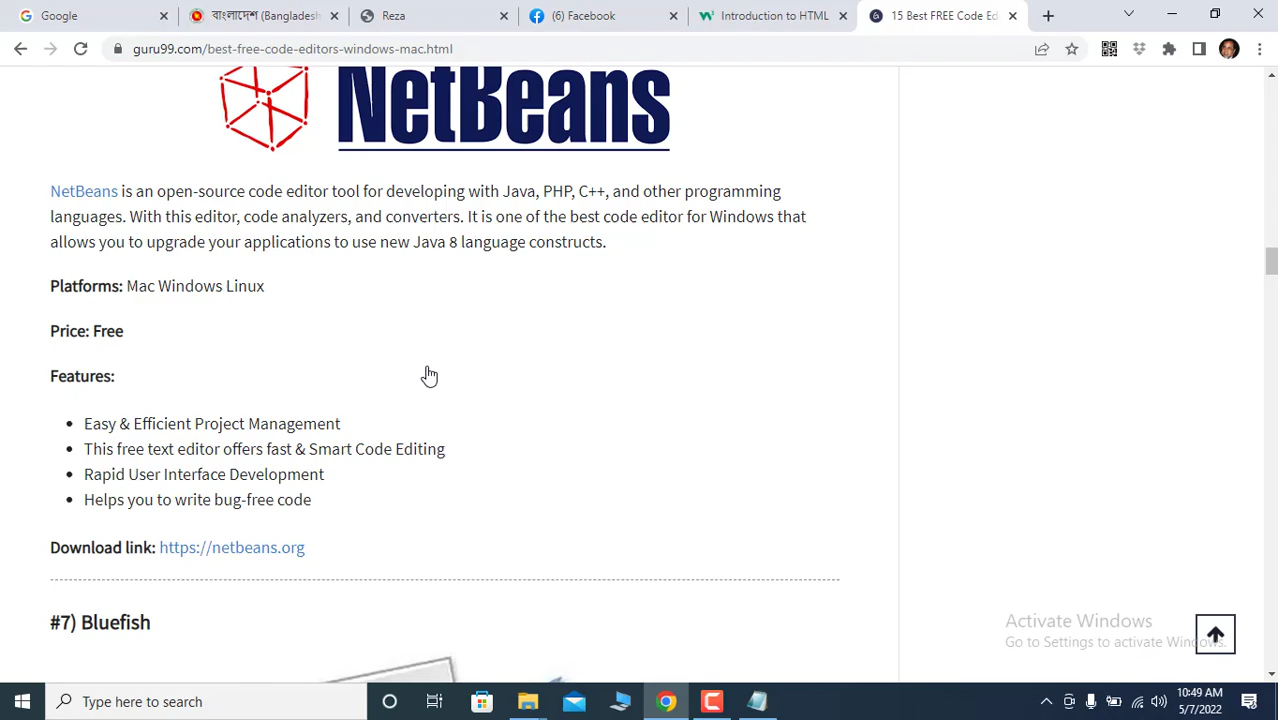 Google
বাংলাদেশ (Bangladesh
Reza
(6) Facebook
Introduction to HTML
15 Best FREE Code Ed
guru99.com/best-free-code-editors-windows-mac.html
NetBeans
NetBeans is an open-source code editor tool for developing with Java, PHP, C++, and other programming
languages. With this editor, code analyzers, and converters. It is one of the best code editor for Windows that
allows you to upgrade your applications to use new Java 8 language constructs.
Platforms: Mac Windows Linux
Price: Free
Features:
Easy & Efficient Project Management
This free text editor offers fast & Smart Code Editing
Rapid User Interface Development
Helps you to write bug-free code
Download link: https://netbeans.org
#7) Bluefish
Activate Windows
Go to Settings to activate Windows.
Type here to search
10:49 AM
5/7/2022